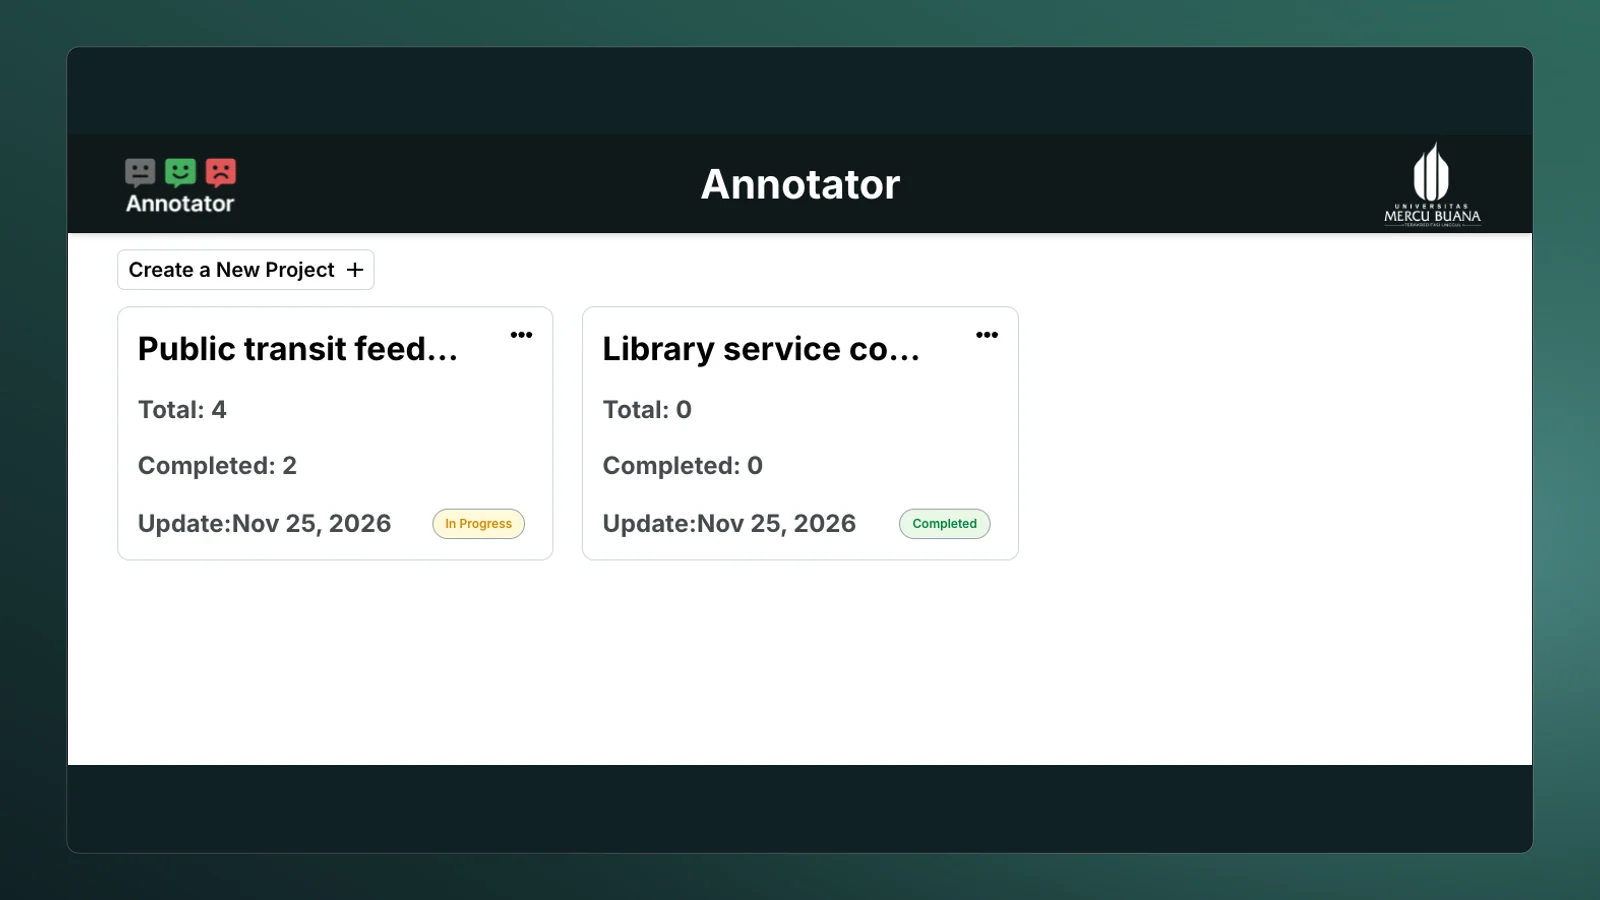 Annotator
Annotator
UNIVERSITAS
MERCU BUANA
Create a New Project +
Public transit feed...
Total: 4
Completed: 2
Update:Nov 25, 2026
In Progress
Library service co...
Total: 0
Completed: 0
Update:Nov 25, 2026
Completed